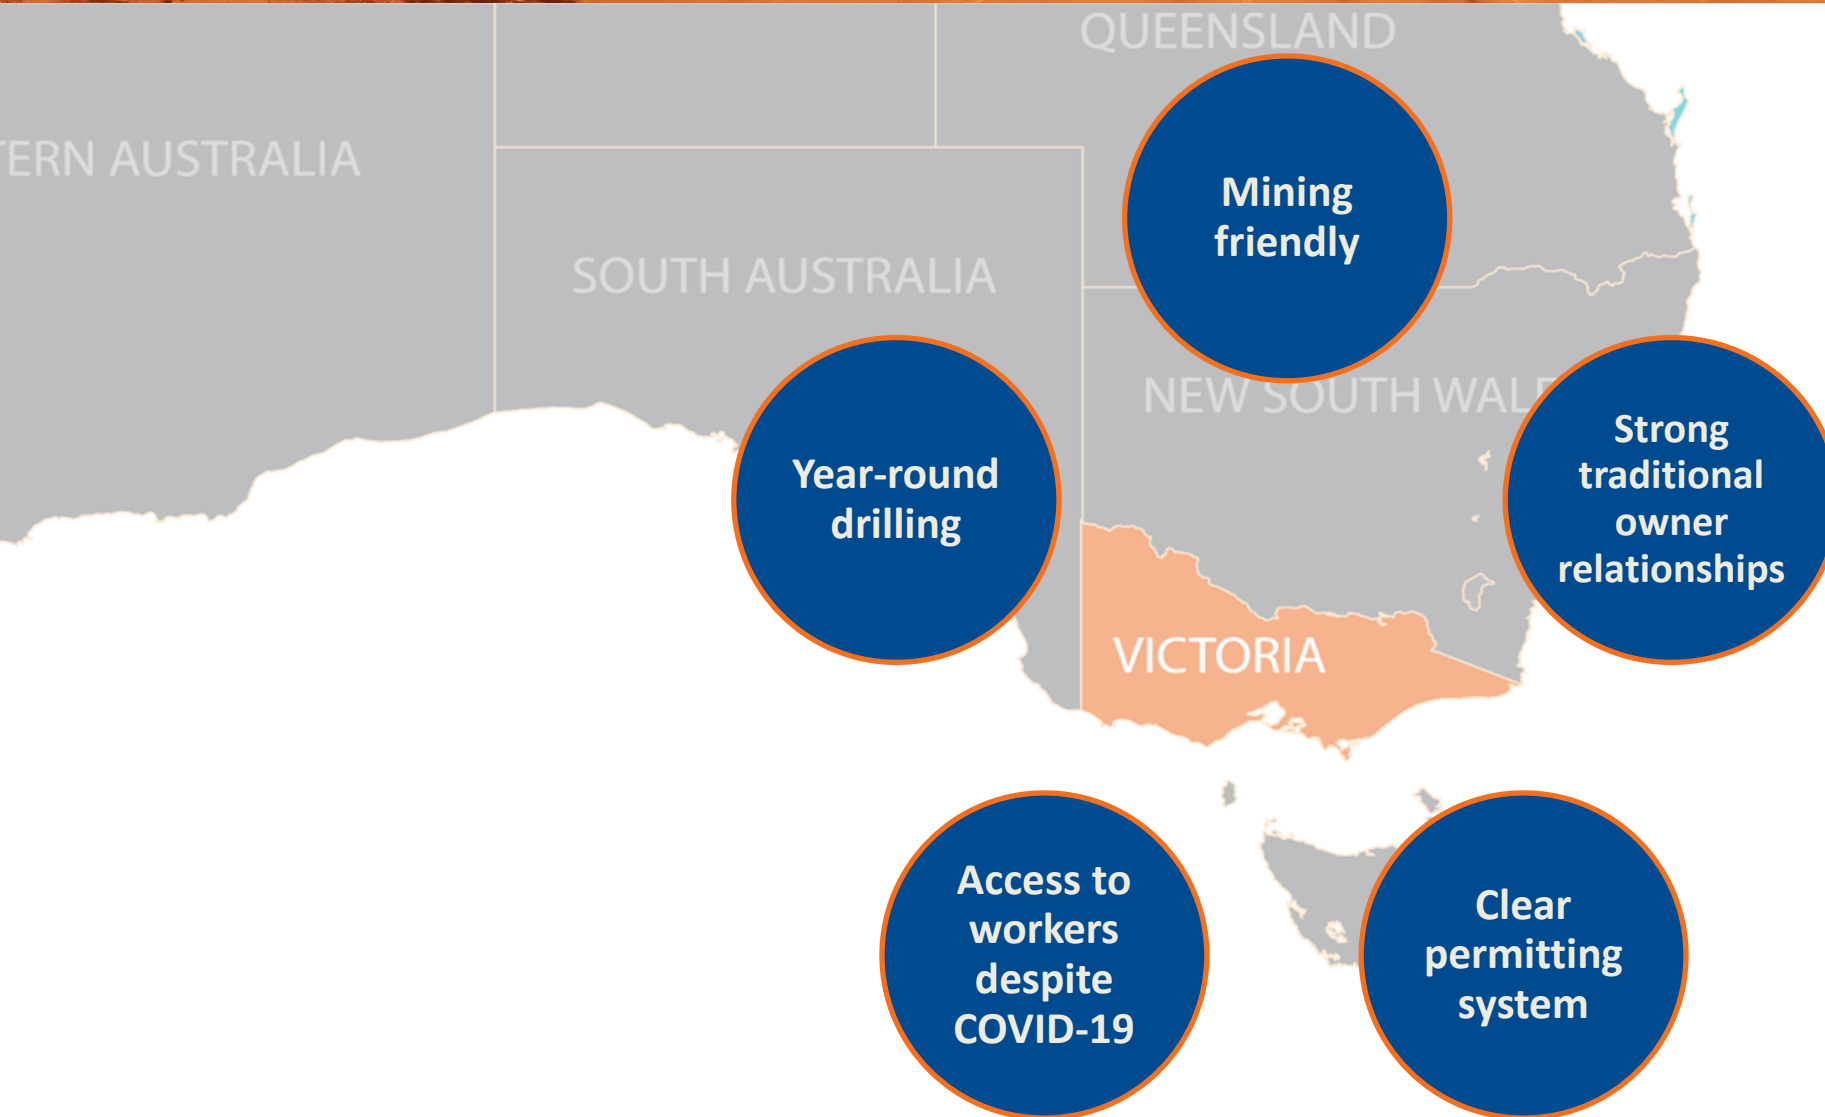 QUEENSLAND
TERN AUSTRALIA
Mining
friendly
SOUTH AUSTRALIA
NEW SOUTH WALE
Strong
traditional
owner
relationships
Year-round
drilling
VICTORIA
Access to
workers
despite
COVID-19
Clear
permitting
system